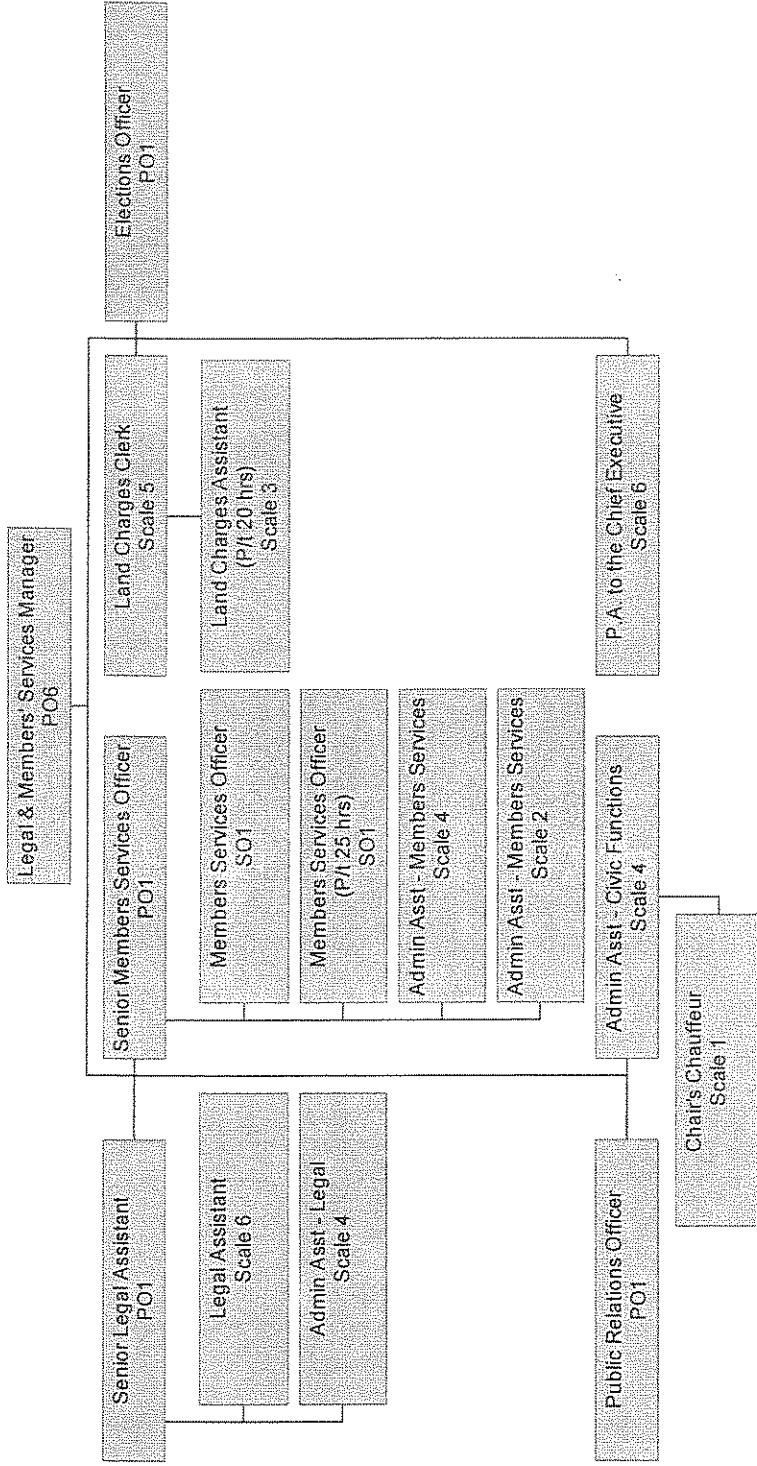 Legal & Members' Services Manager
PO6
Senior Legal Assistant
PO1
Senior Members Services Officer
PO1
Land Charges Clerk
Scale 5
Elections Officer
PO1
Legal Assistant
Scale 6
Admin Asst - Legal
Scale 4
Members Services Officer
SO1
Members Services Officer
(P/t 25 hrs)
SO1
Admin Asst - Members Services
Scale 4
Admin Asst - Members Services
Scale 2
Land Charges Assistant
(P/t 20 hrs)
Scale 3
Public Relations Officer
PO1
Admin Asst - Civic Functions
Scale 4
P.A. to the Chief Executive
Scale 6
Chair's Chauffeur
Scale 1